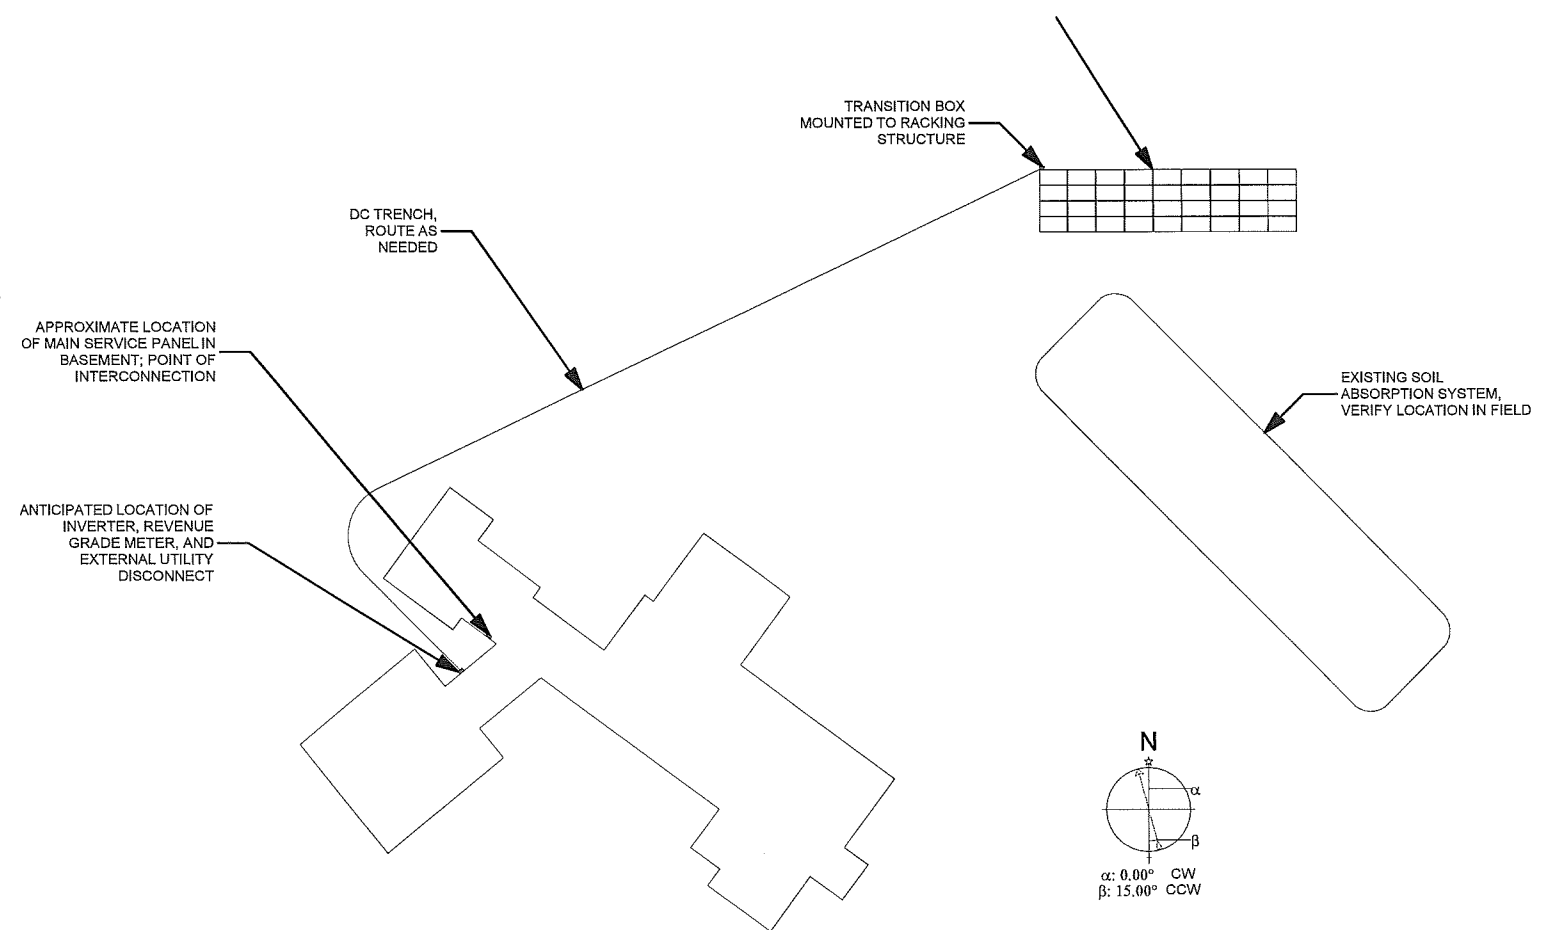 TRANSITION BOX
MOUNTED TO RACKING
STRUCTURE
DC TRENCH,
ROUTE AS
NEEDED
APPROXIMATE LOCATION
OF MAIN SERVICE PANEL IN
BASEMENT; POINT OF
INTERCONNECTION
EXISTING SOIL
ABSORPTION SYSTEM,
VERIFY LOCATION IN FIELD
ANTICIPATED LOCATION OF
INVERTER, REVENUE
GRADE METER, AND
EXTERNAL UTILITY
DISCONNECT
N
α
β
α: 0.00° CW
β: 15.00° CCW